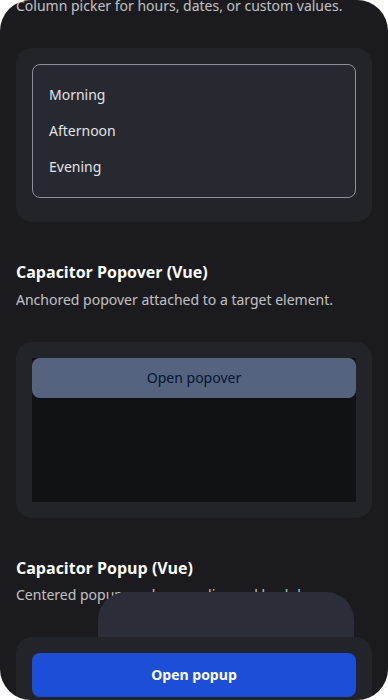 Column picker for hours, dates, or custom values.
Morning
Afternoon
Evening
Capacitor Popover (Vue)
Anchored popover attached to a target element.
Open popover
Capacitor Popup (Vue)
Centered
Open popup